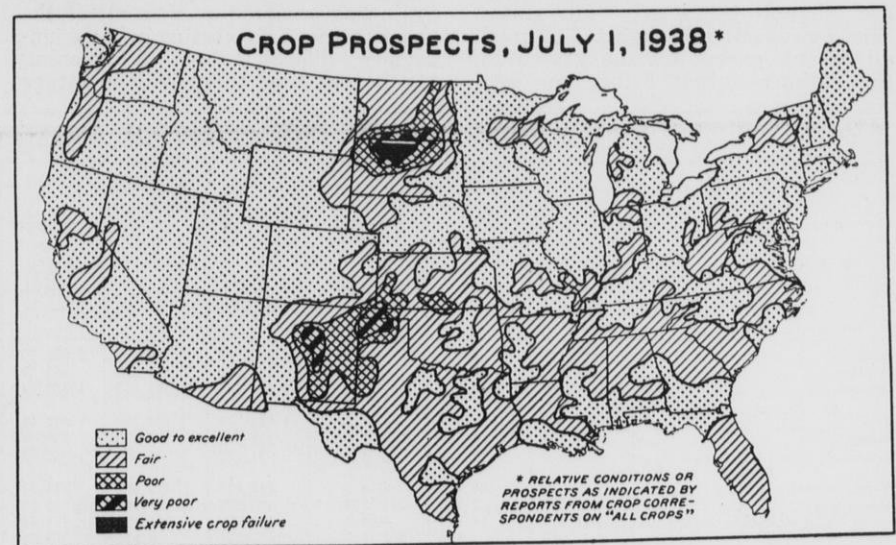 CROP PROSPECTS, JULY 1, 1938*
Good to excellent
Fair
Poor
Very poor
Extensive crop failure
* RELATIVE CONDITIONS OR
PROSPECTS AS INDICATED BY
REPORTS FROM CROP CORRE-
SPONDENTS ON "ALL CROPS"